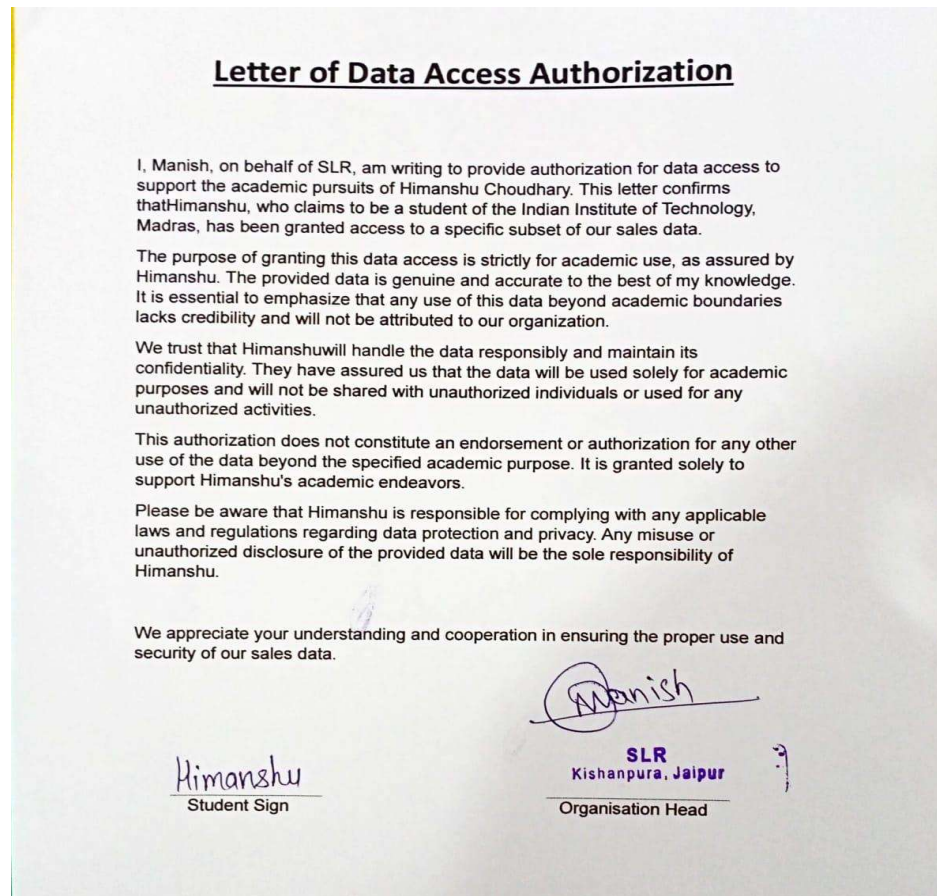 Letter of Data Access Authorization
I, Manish, on behalf of SLR, am writing to provide authorization for data access to
support the academic pursuits of Himanshu Choudhary. This letter confirms
thatHimanshu, who claims to be a student of the Indian Institute of Technology,
Madras, has been granted access to a specific subset of our sales data.
The purpose of granting this data access is strictly for academic use, as assured by
Himanshu. The provided data is genuine and accurate to the best of my knowledge.
It is essential to emphasize that any use of this data beyond academic boundaries
lacks credibility and will not be attributed to our organization.
We trust that Himanshuwill handle the data responsibly and maintain its
confidentiality. They have assured us that the data will be used solely for academic
purposes and will not be shared with unauthorized individuals or used for any
unauthorized activities.
This authorization does not constitute an endorsement or authorization for any other
use of the data beyond the specified academic purpose. It is granted solely to
support Himanshu's academic endeavors.
Please be aware that Himanshu is responsible for complying with any applicable
laws and regulations regarding data protection and privacy. Any misuse or
unauthorized disclosure of the provided data will be the sole responsibility of
Himanshu.
We appreciate your understanding and cooperation in ensuring the proper use and
security of our sales data.
Manish
SLR
Kishanpura, Jaipur
Organisation Head
Himanshu
Student Sign